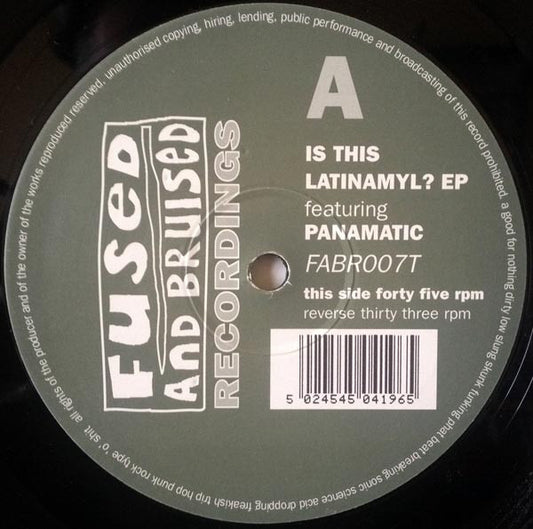 all rights of the producer and of the owner of the works reproduced reserved. unauthorised copying, hiring, lending, public performance and broadcasting of this record prohibited. a good for nothing dirty low slung skunk funking phat beat breaking sonic science acid dropping freakish trip hop punk rock type 'o' shit
Fused
And Bruised
RECORDINGS
A
IS THIS
LATINAMYL? EP
featuring
PANAMATIC
FABR007T
this side forty five rpm
reverse thirty three rpm
5 024545 041965